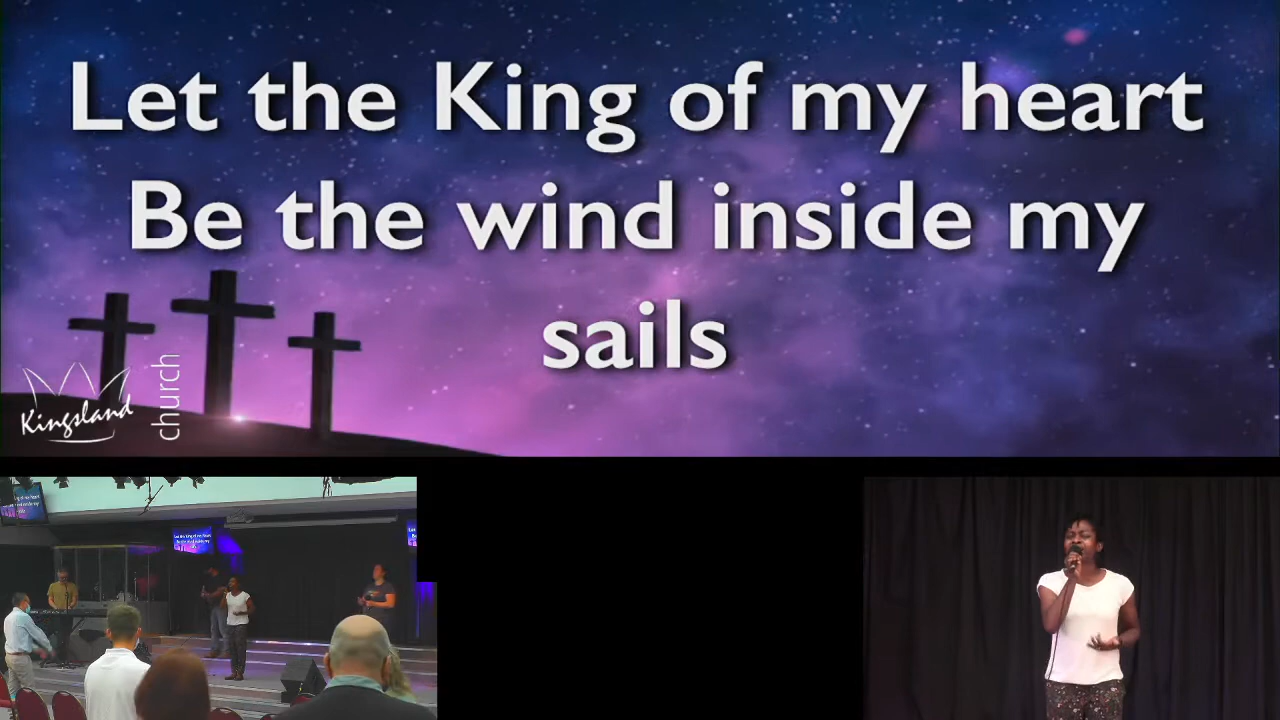 Let the King of my heart
Be the wind inside my
sails
Kingsland
church